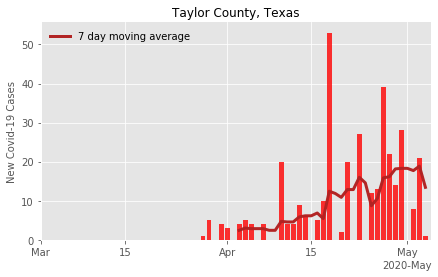 Taylor County, Texas
7 day moving average
New Covid-19 Cases
50
40
30
20
10
0
Mar
15
Apr
15
May
2020-May